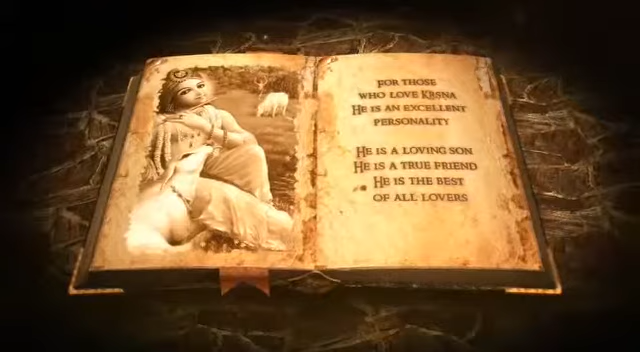 FOR THOSE
WHO LOVE KṚṢṆA
HE IS AN EXCELLENT
PERSONALITY
HE IS A LOVING SON
HE IS A TRUE FRIEND
HE IS THE BEST
OF ALL LOVERS